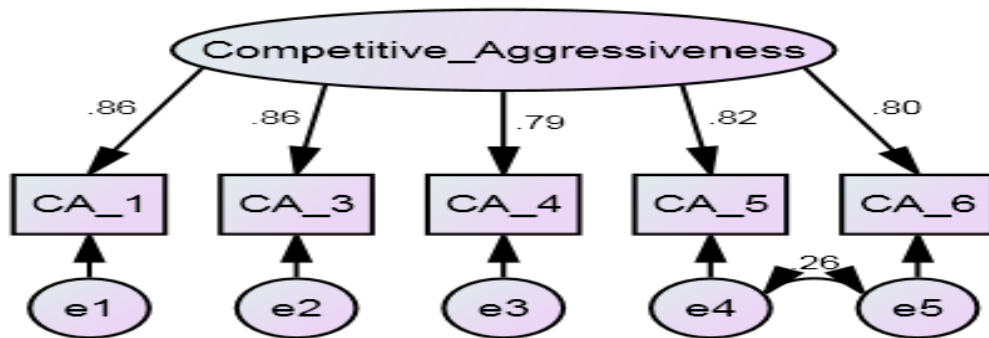 Competitive_Aggressiveness
.86 .86 .79 .82 .80
CA_1 CA_3 CA_4 CA_5 CA_6
.26
e1 e2 e3 e4 e5